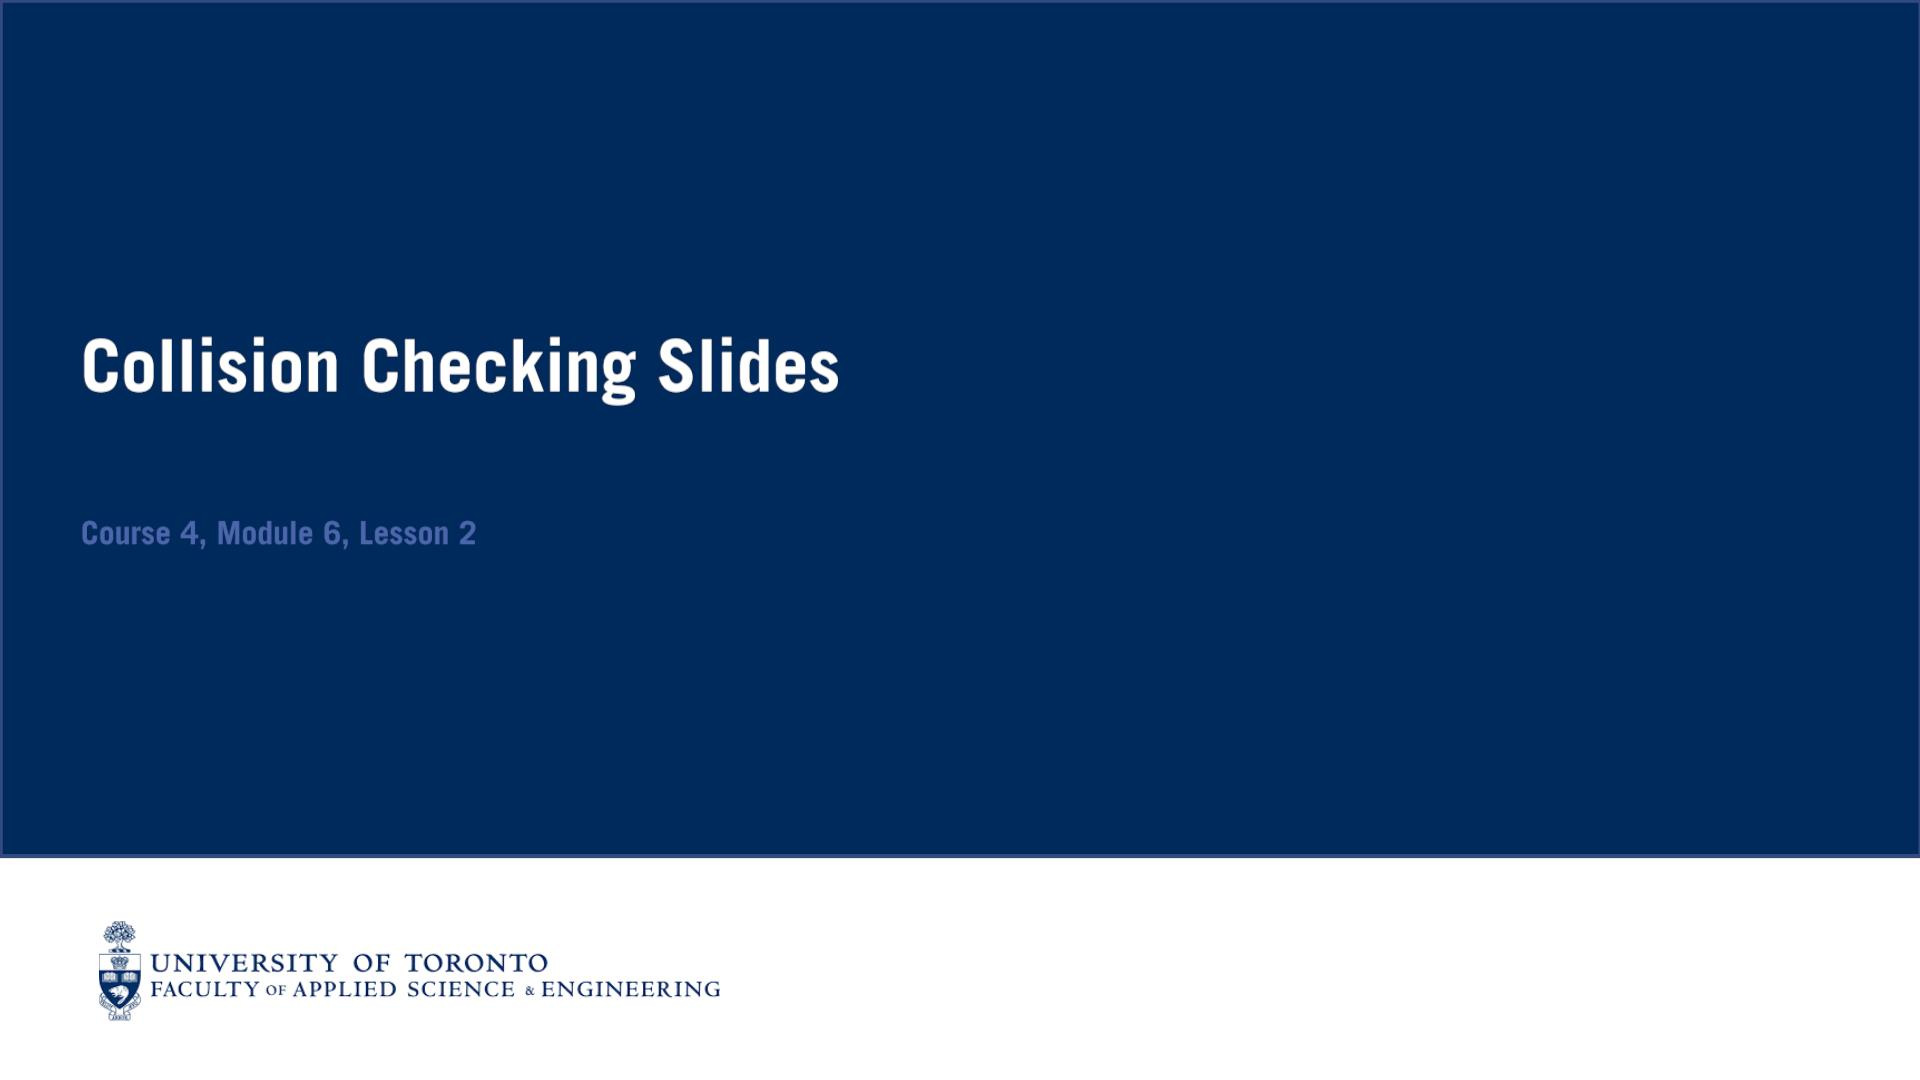 Collision Checking Slides
Course 4, Module 6, Lesson 2
UNIVERSITY OF TORONTO
FACULTY OF APPLIED SCIENCE & ENGINEERING